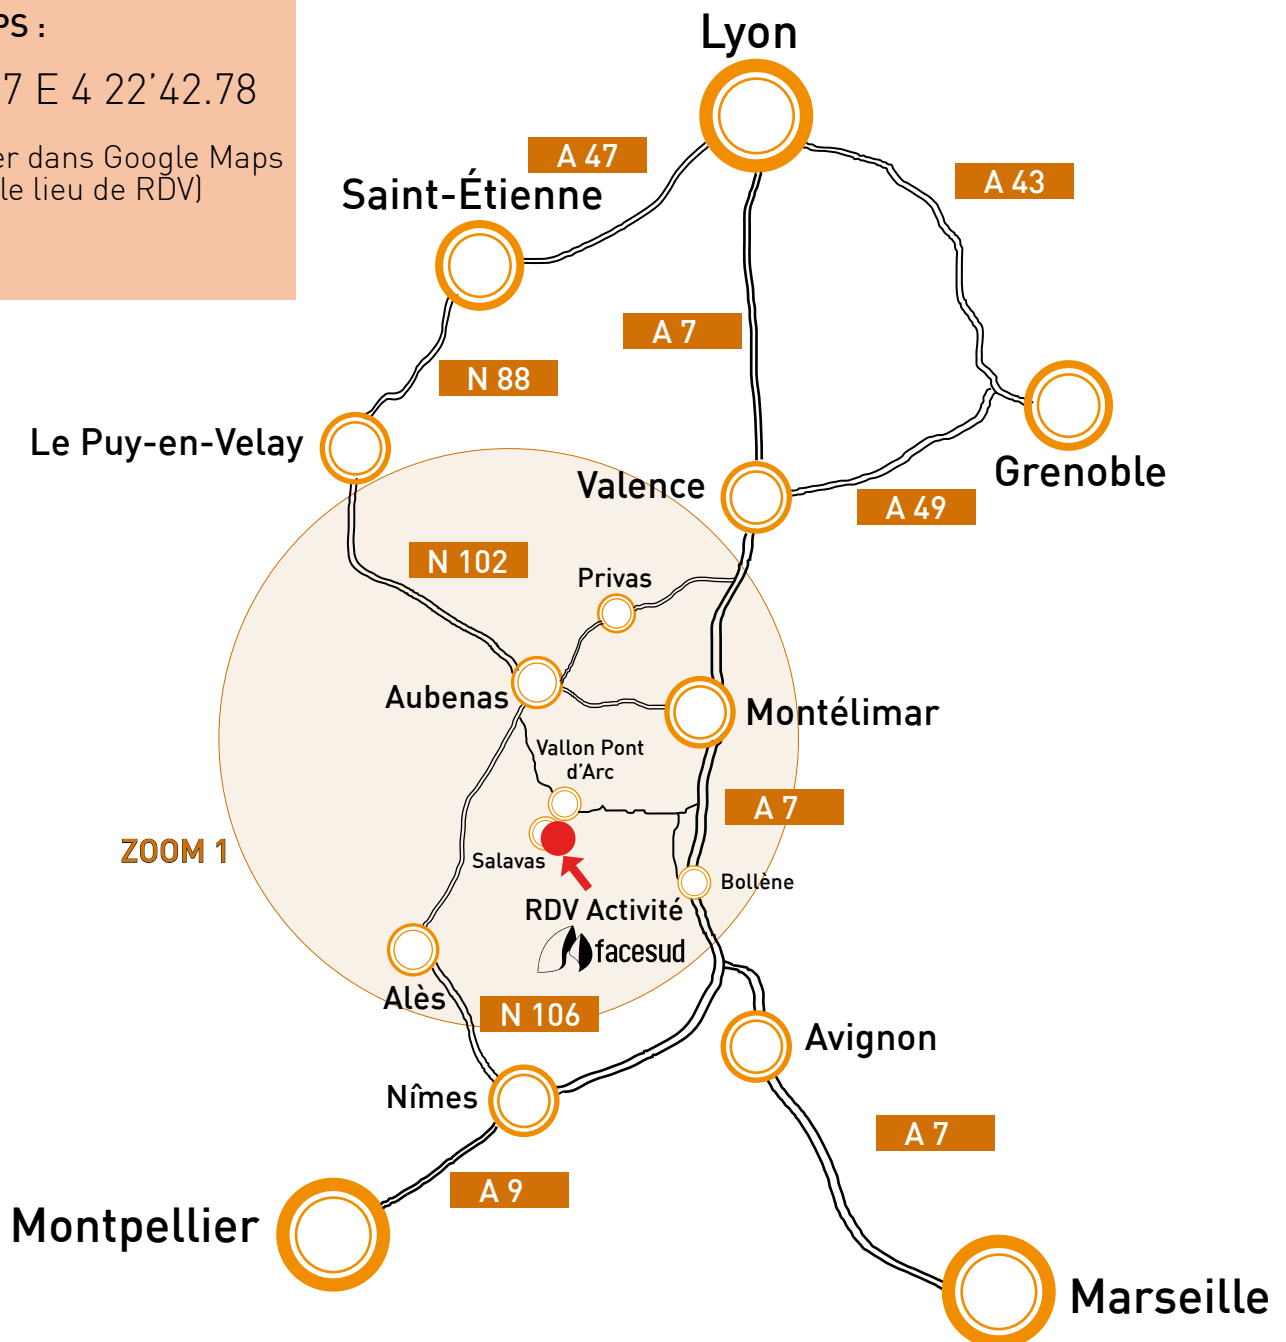 PS :
7 E 4 22’42.78
er dans Google Maps
le lieu de RDV)
Lyon
A 47
A 43
Saint-Étienne
A 7
N 88
Le Puy-en-Velay
Grenoble
Valence
A 49
N 102
Privas
Aubenas
Montélimar
Vallon Pont
d’Arc
A 7
ZOOM 1
Salavas
Bollène
RDV Activité
facesud
Alès
N 106
Avignon
Nîmes
A 7
A 9
Montpellier
Marseille